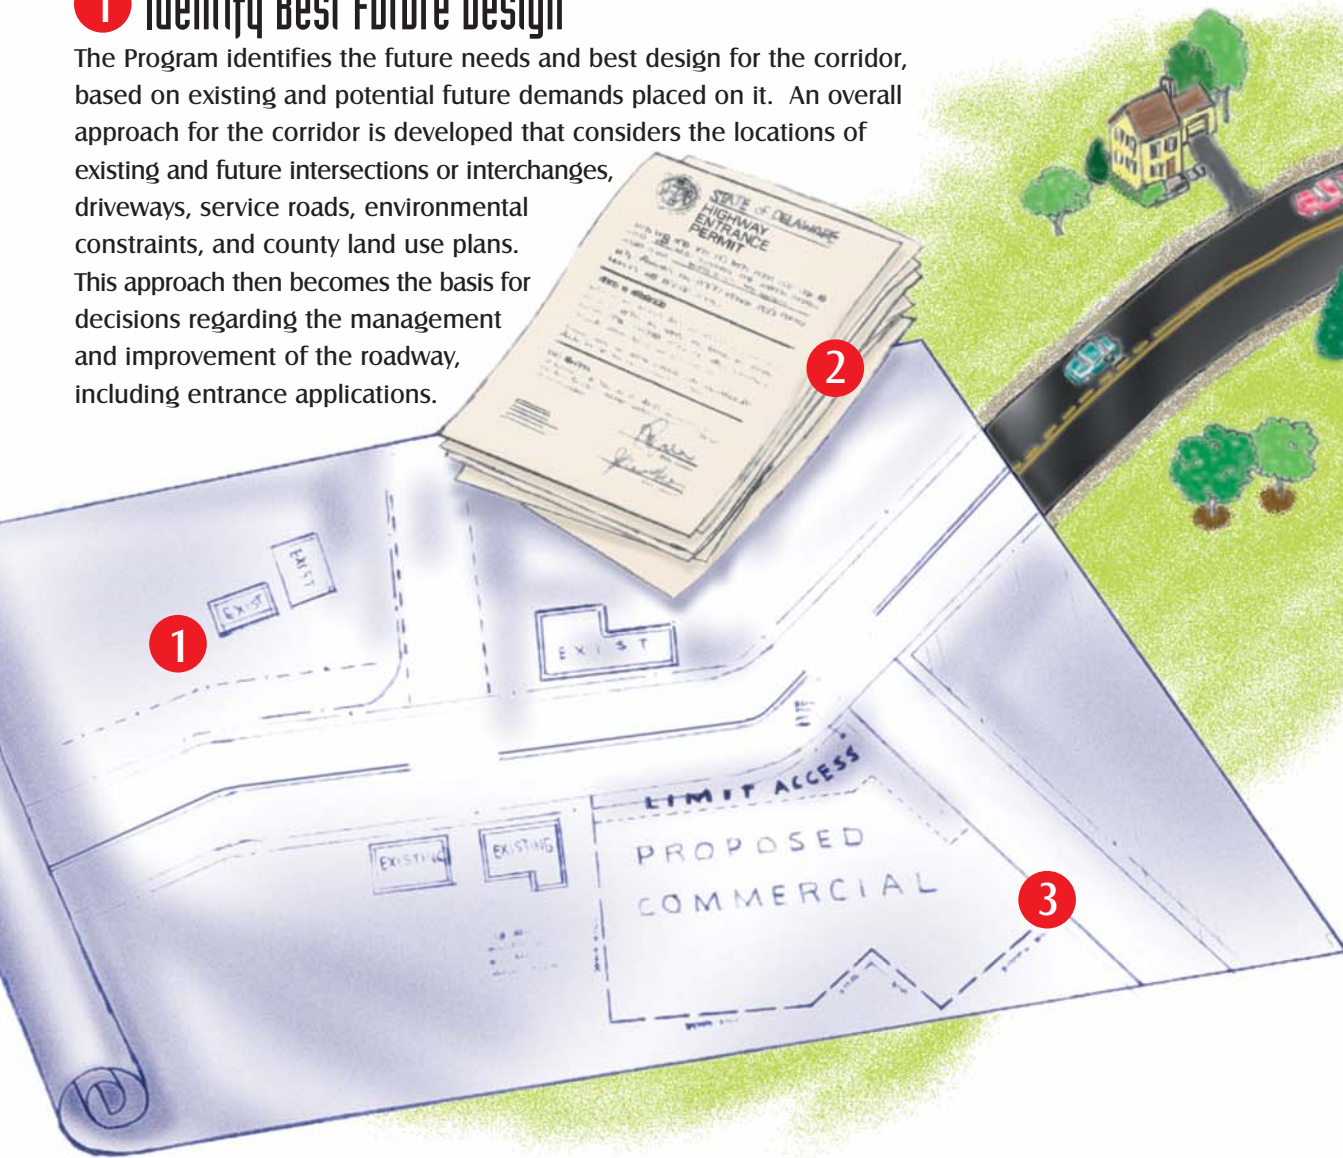 1 Identify Best Future Design
The Program identifies the future needs and best design for the corridor,
based on existing and potential future demands placed on it. An overall
approach for the corridor is developed that considers the locations of
existing and future intersections or interchanges,
driveways, service roads, environmental
constraints, and county land use plans.
This approach then becomes the basis for
decisions regarding the management
and improvement of the roadway,
including entrance applications.
STATE of DELAWARE
HIGHWAY
ENTRANCE
PERMIT
2
EXIST
EXIST
1
EXIST
LIMIT ACCESS
EXISTING
EXISTING
PROPOSED
COMMERCIAL
3